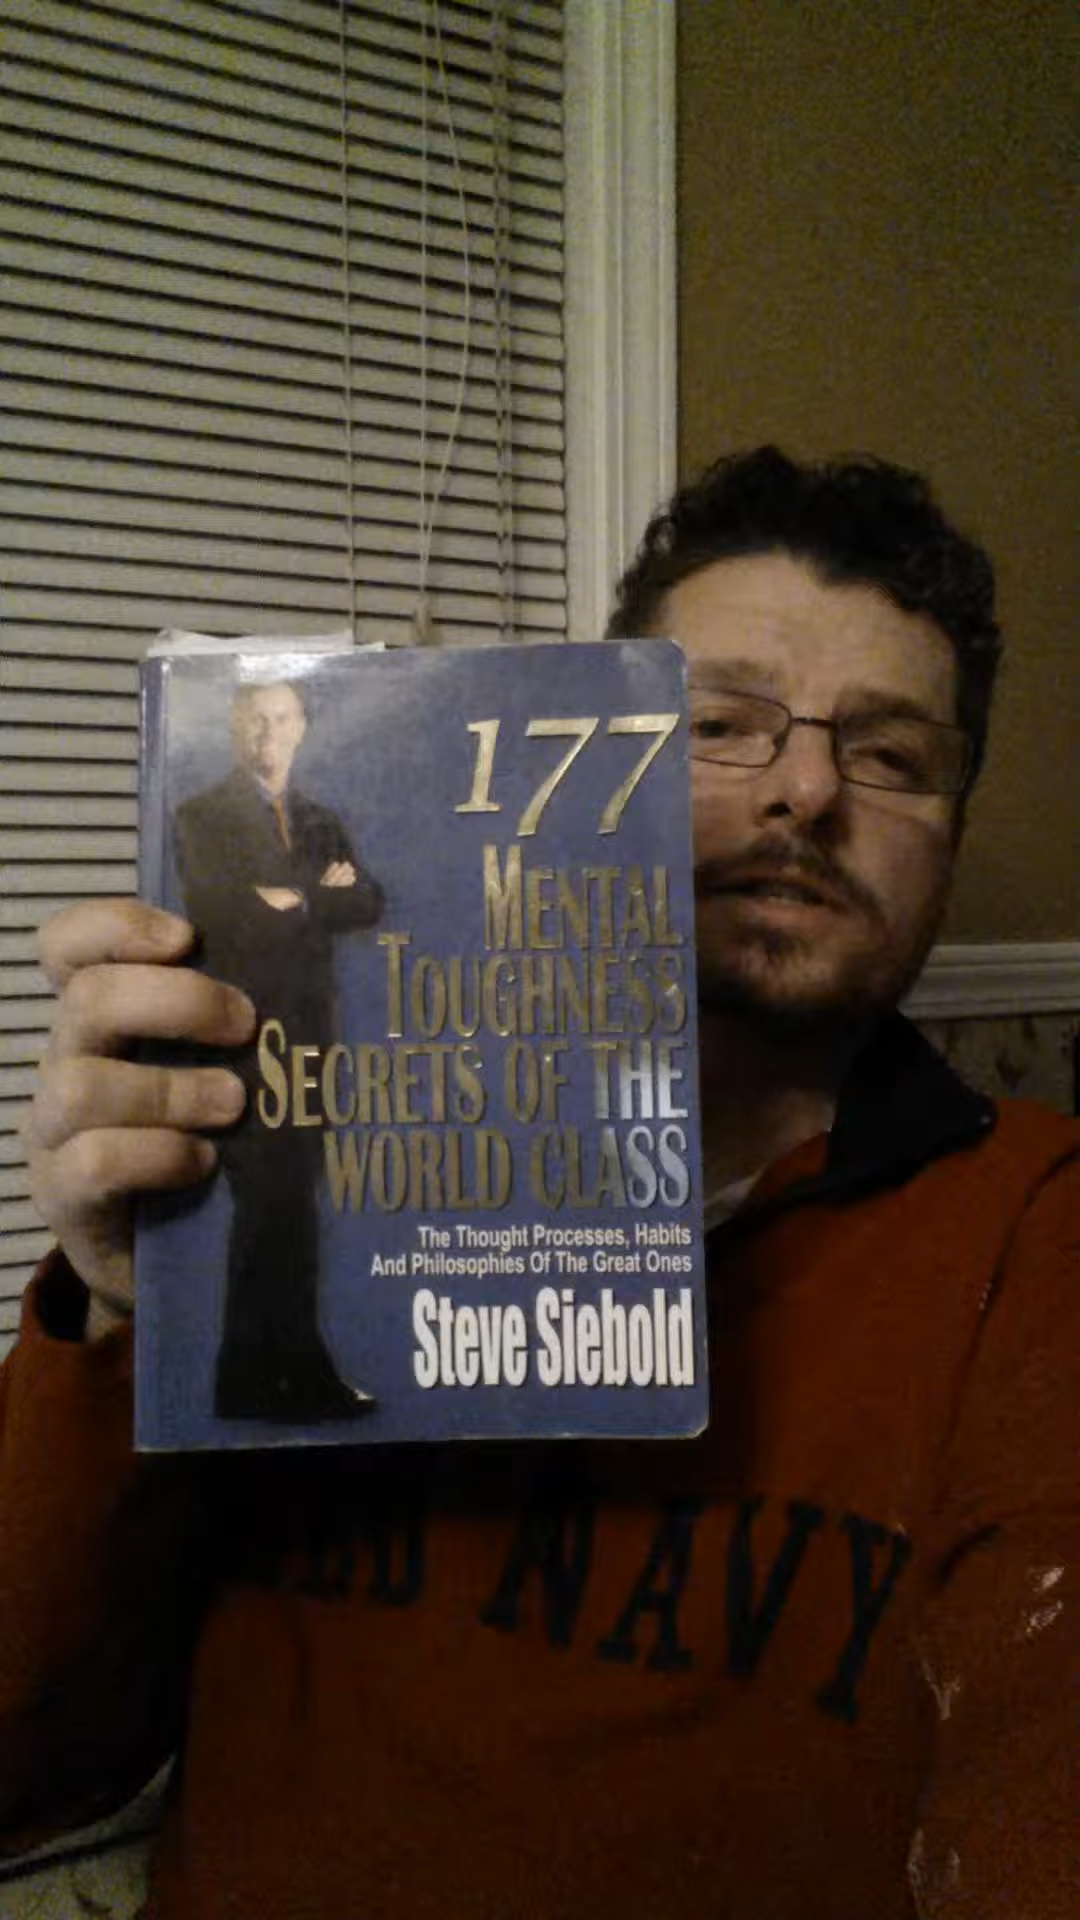 177
MENTAL
TOUGHNESS
SECRETS OF THE
WORLD CLASS
The Thought Processes, Habits
And Philosophies Of The Great Ones
Steve Siebold
NAVY